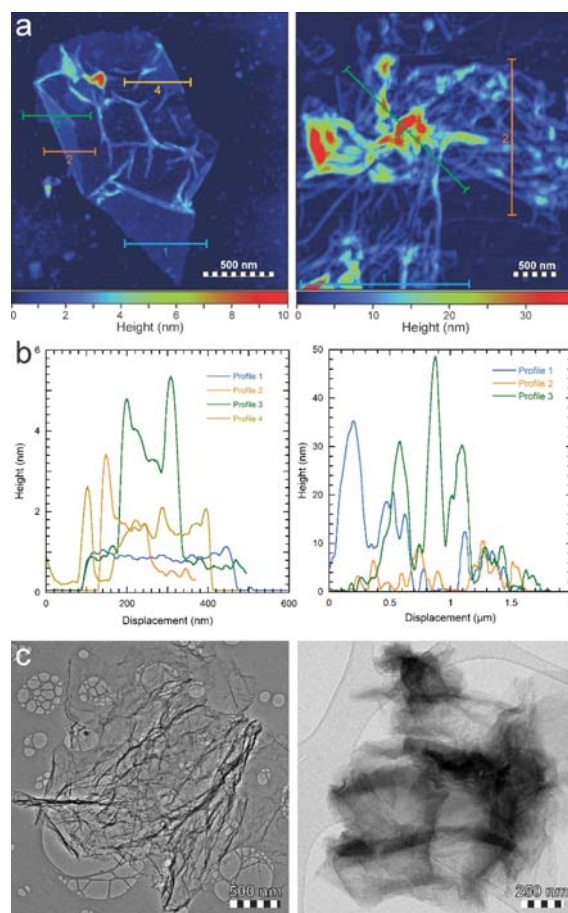 a
4
2
1
500 nm
2
1
500 nm
0 2 4 6 8 10
Height (nm)
0 10 20 30
Height (nm)
b
6
4
2
0
Height (nm)
Profile 1
Profile 2
Profile 3
Profile 4
0 200 400 600
Displacement (nm)
50
40
30
20
10
0
Height (nm)
Profile 1
Profile 2
Profile 3
0 0.5 1 1.5
Displacement (µm)
c
500 nm
250 nm